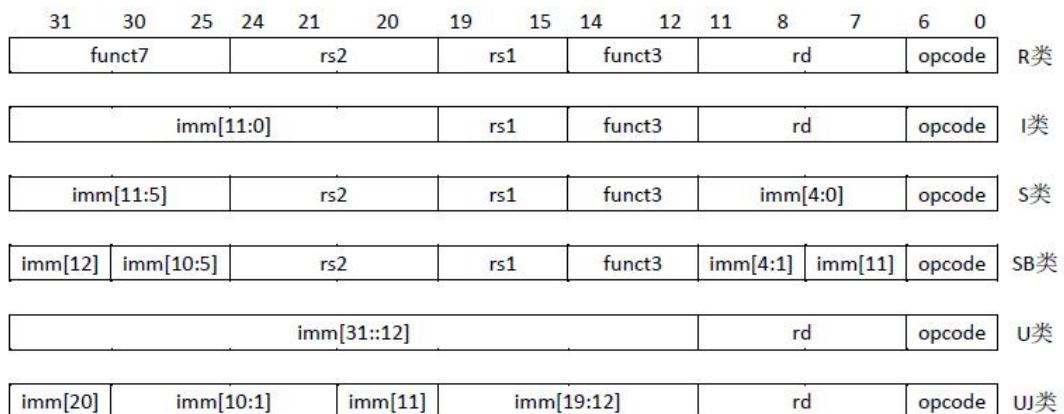 31 30 25 24 21 20 19 15 14 12 11 8 7 6 0
funct7 rs2 rs1 funct3 rd opcode R类
imm[11:0] rs1 funct3 rd opcode I类
imm[11:5] rs2 rs1 funct3 imm[4:0] opcode S类
imm[12] imm[10:5] rs2 rs1 funct3 imm[4:1] imm[11] opcode SB类
imm[31::12] rd opcode U类
imm[20] imm[10:1] imm[11] imm[19:12] rd opcode UJ类